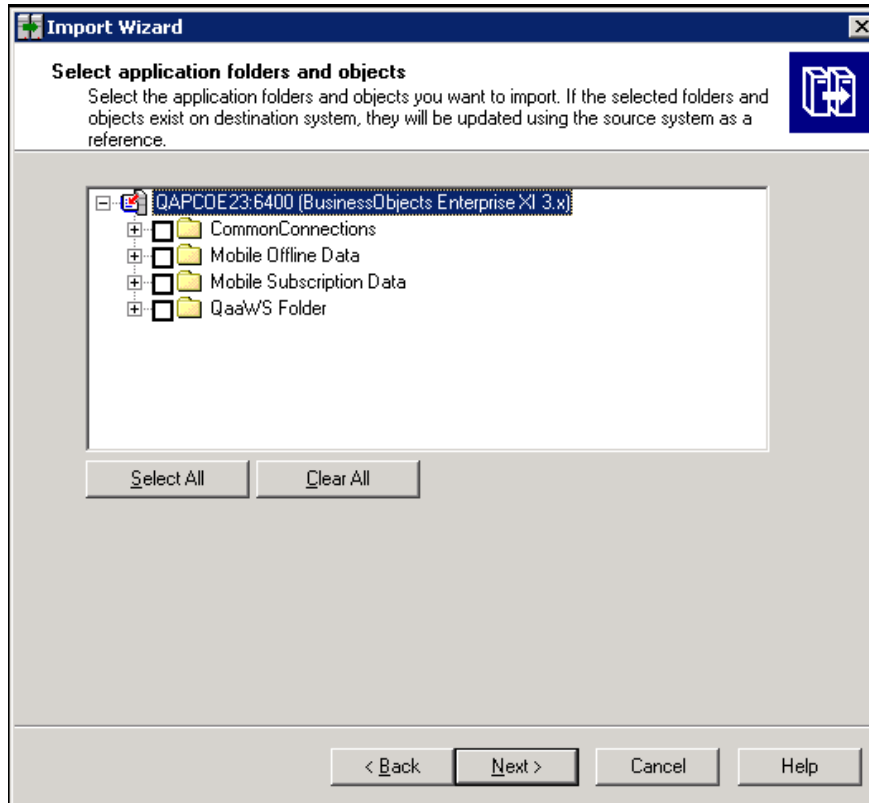 Import Wizard
Select application folders and objects
Select the application folders and objects you want to import. If the selected folders and
objects exist on destination system, they will be updated using the source system as a
reference.
QAPCOE23:6400 (BusinessObjects Enterprise XI 3.x)
CommonConnections
Mobile Offline Data
Mobile Subscription Data
QaaWS Folder
Select All Clear All
< Back Next > Cancel Help